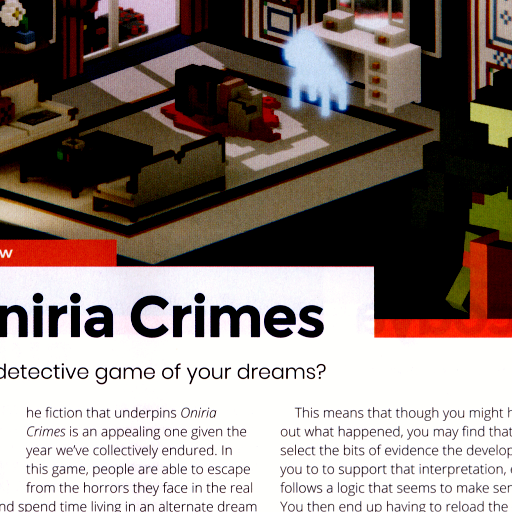 w
niria Crimes
detective game of your dreams?
he fiction that underpins Oniria
Crimes is an appealing one given the
year we've collectively endured. In
this game, people are able to escape
from the horrors they face in the real
nd spend time living in an alternate dream
This means that though you might h
out what happened, you may find that
select the bits of evidence the develop
you to to support that interpretation,
follows a logic that seems to make sen
You then end up having to reload the